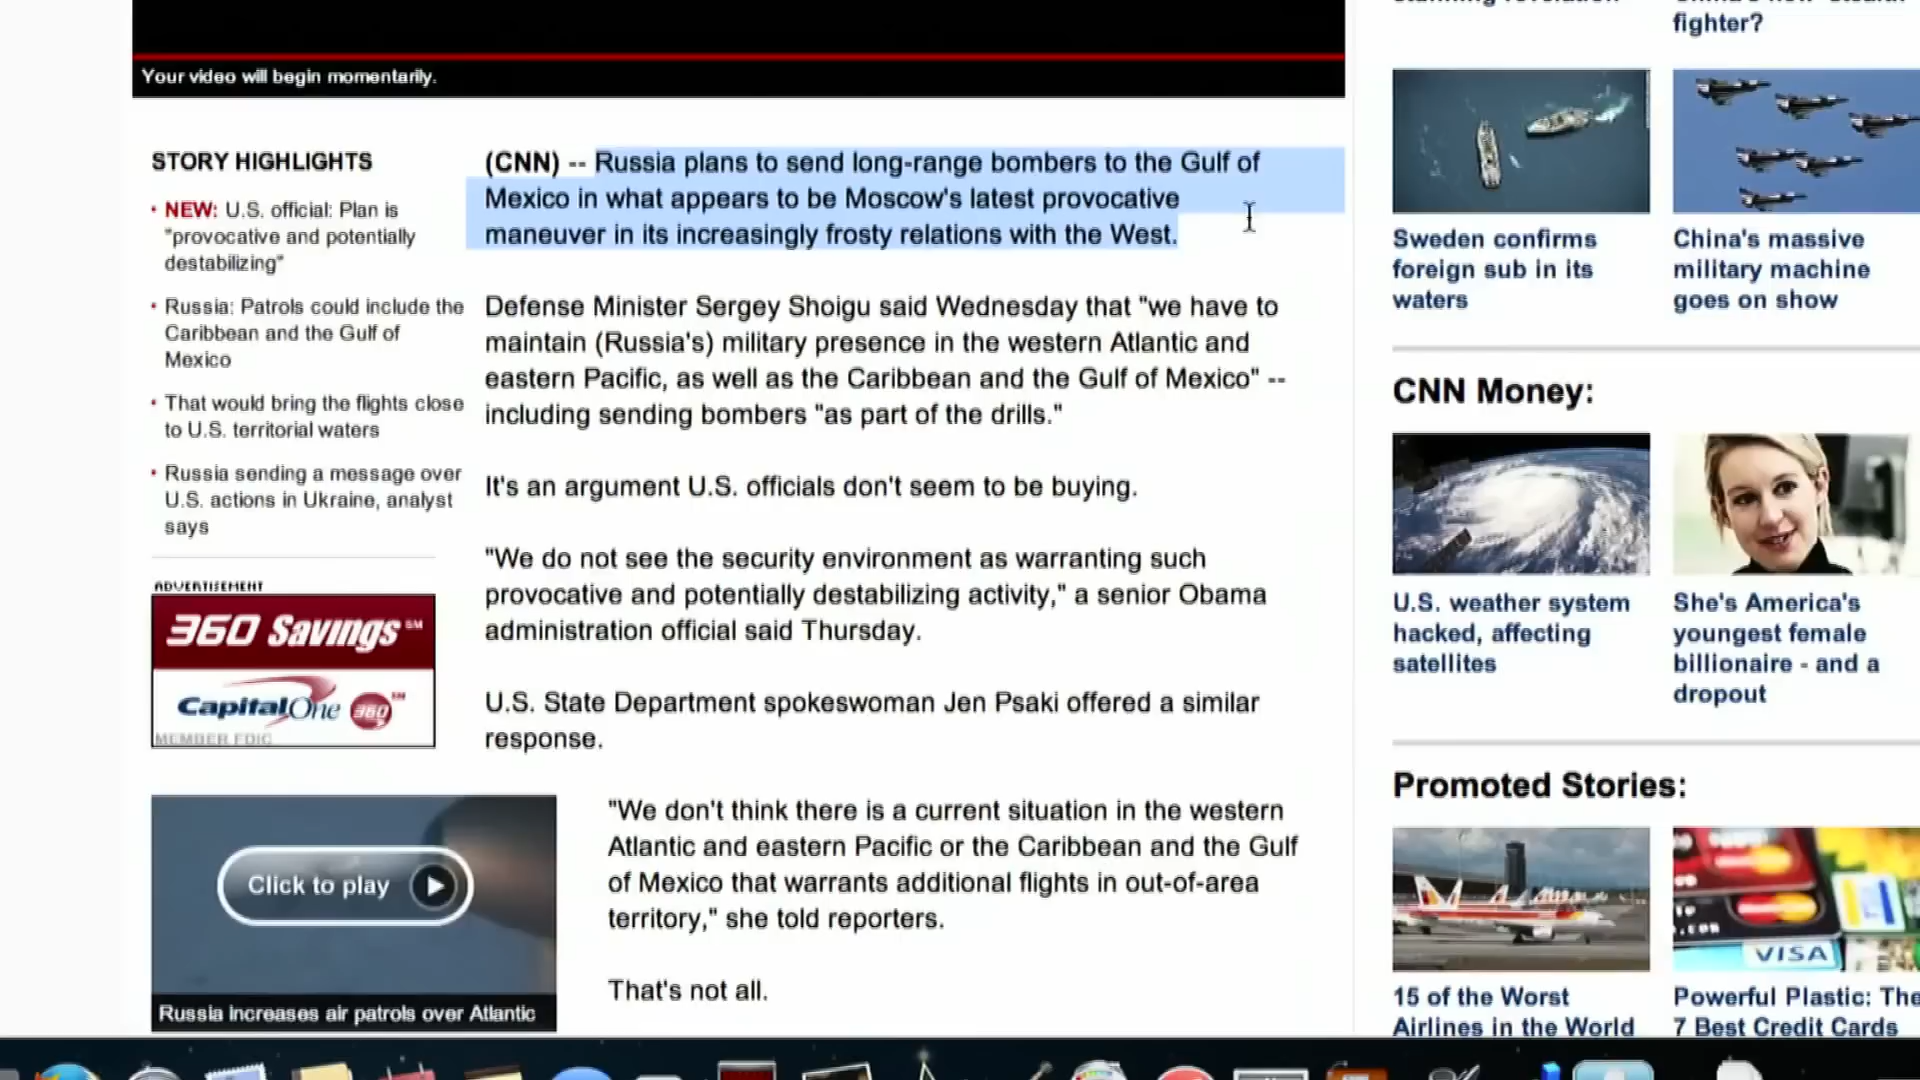 Your video will begin momentarily.
STORY HIGHLIGHTS
NEW: U.S. official: Plan is
"provocative and potentially
destabilizing"
Russia: Patrols could include the
Caribbean and the Gulf of
Mexico
That would bring the flights close
to U.S. territorial waters
Russia sending a message over
U.S. actions in Ukraine, analyst
says
ADVERTISEMENT
360 Savings SM
Capital One 360 SM
MEMBER FDIC
Click to play
Russia increases air patrols over Atlantic
(CNN) -- Russia plans to send long-range bombers to the Gulf of
Mexico in what appears to be Moscow's latest provocative
maneuver in its increasingly frosty relations with the West.
Defense Minister Sergey Shoigu said Wednesday that "we have to
maintain (Russia's) military presence in the western Atlantic and
eastern Pacific, as well as the Caribbean and the Gulf of Mexico" --
including sending bombers "as part of the drills."
It's an argument U.S. officials don't seem to be buying.
"We do not see the security environment as warranting such
provocative and potentially destabilizing activity," a senior Obama
administration official said Thursday.
U.S. State Department spokeswoman Jen Psaki offered a similar
response.
"We don't think there is a current situation in the western
Atlantic and eastern Pacific or the Caribbean and the Gulf
of Mexico that warrants additional flights in out-of-area
territory," she told reporters.
That's not all.
fighter?
Sweden confirms
foreign sub in its
waters
China's massive
military machine
goes on show
CNN Money:
U.S. weather system
hacked, affecting
satellites
She's America's
youngest female
billionaire - and a
dropout
Promoted Stories:
VISA
15 of the Worst
Airlines in the World
Powerful Plastic: The
7 Best Credit Cards